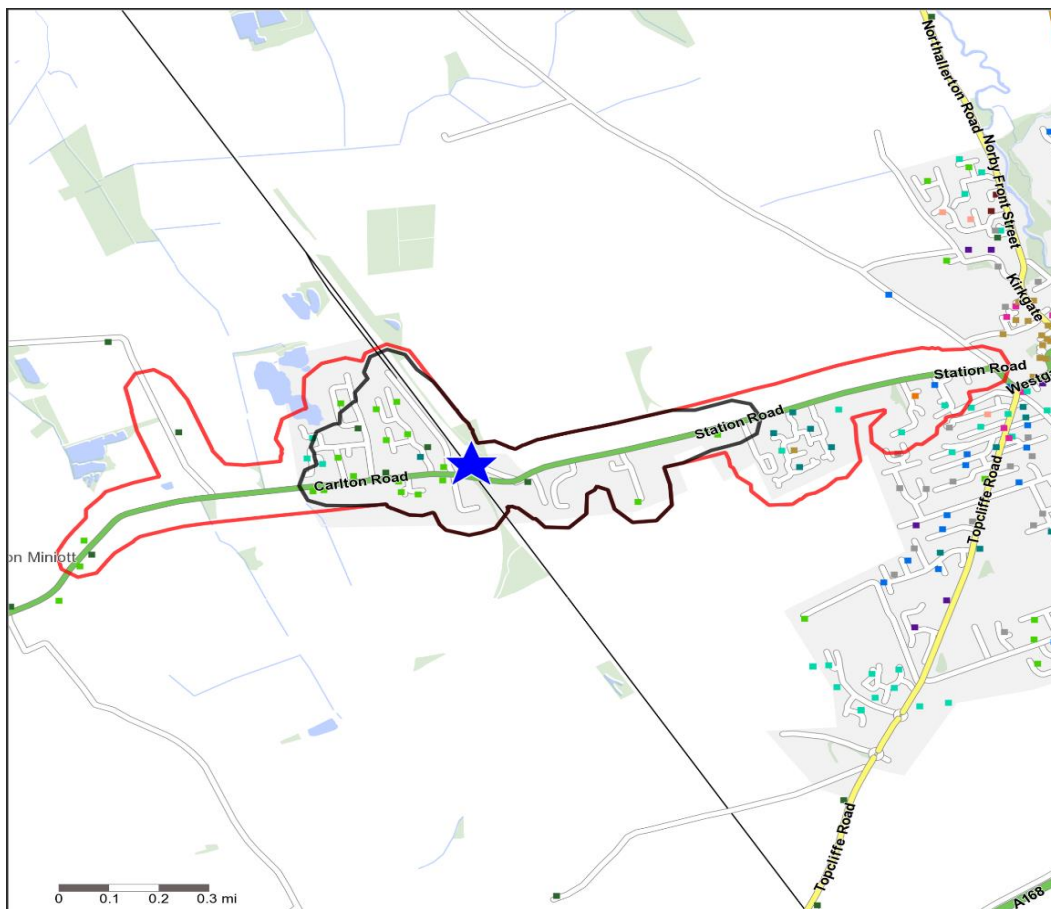 Northallerton Road
Norby Front Street
Kirkgate
Station Road
Westga
Station Road
Carlton Road
on Miniott
Topcliffe Road
Topcliffe Road
A168
0 0.1 0.2 0.3 mi